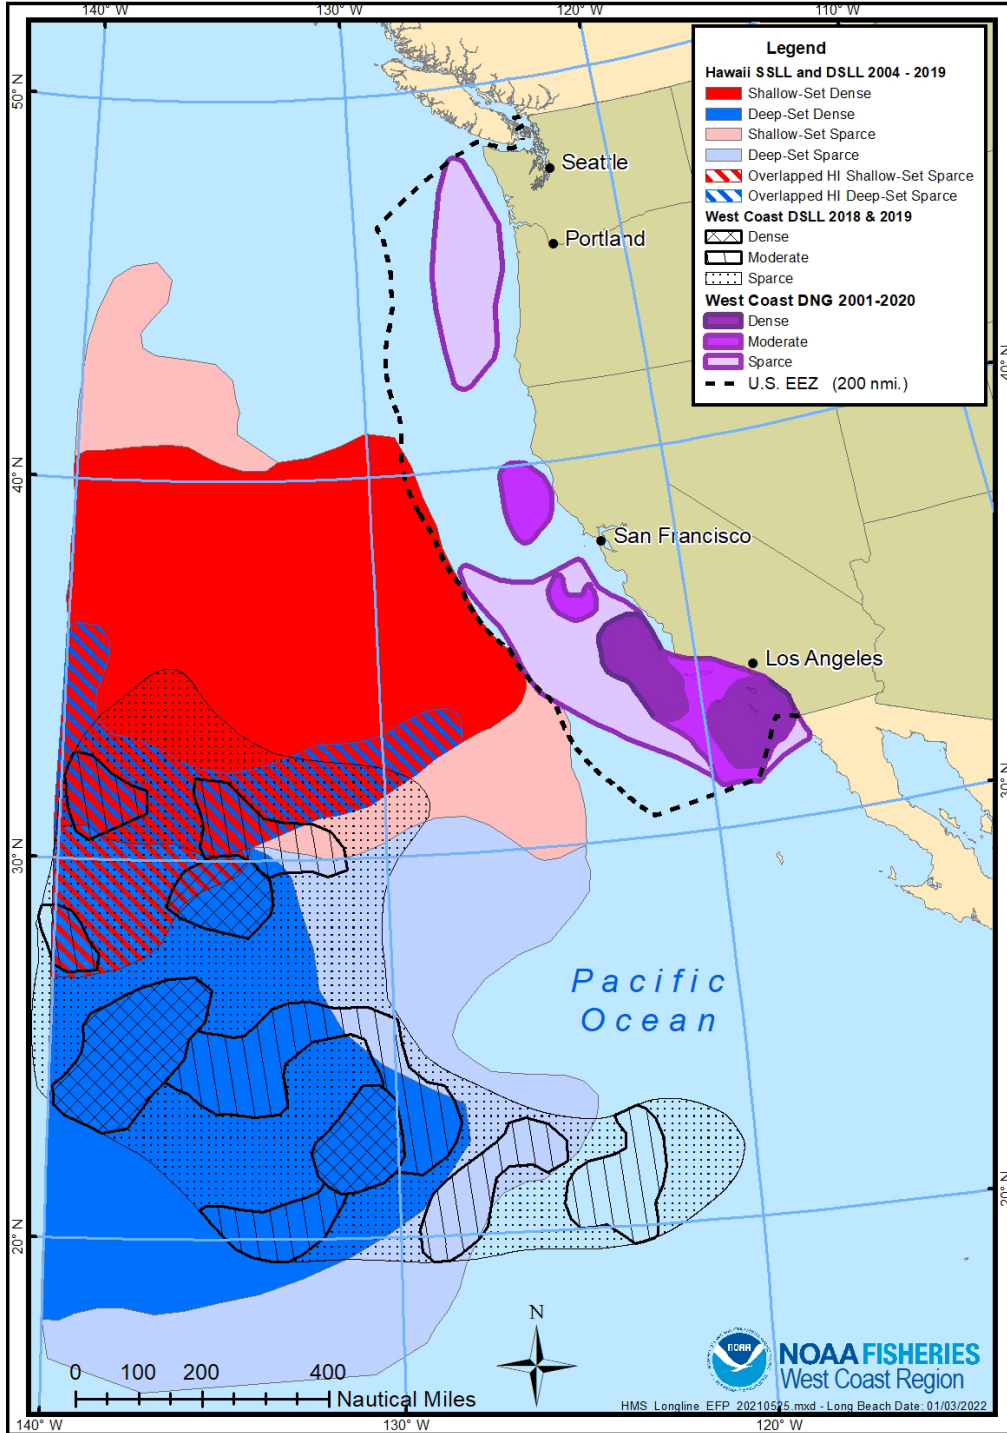 140° W
130° W
120° W
110° W
Legend
Hawaii SSLL and DSLL 2004 - 2019
Shallow-Set Dense
Deep-Set Dense
Shallow-Set Sparce
Deep-Set Sparce
Overlapped HI Shallow-Set Sparce
Overlapped HI Deep-Set Sparce
West Coast DSLL 2018 & 2019
Dense
Moderate
Sparce
West Coast DNG 2001-2020
Dense
Moderate
Sparce
U.S. EEZ (200 nmi.)
50° N
Seattle
Portland
40° N
40° N
San Francisco
Los Angeles
30° N
30° N
Pacific
Ocean
20° N
20° N
N
0 100 200 400
Nautical Miles
NOAA
NOAA FISHERIES
West Coast Region
HMS_Longline_EFP_20210525.mxd - Long Beach Date: 01/03/2022
140° W
130° W
120° W